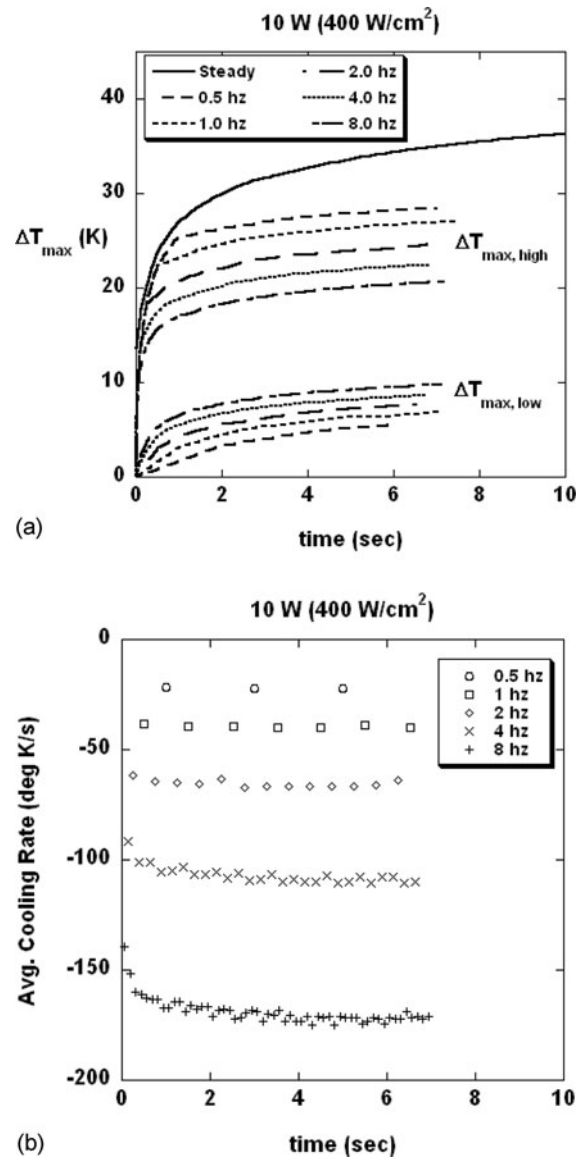 10 W (400 W/cm²)
Steady
0.5 hz
1.0 hz
2.0 hz
4.0 hz
8.0 hz
40
30
20
10
0
ΔTmax (K)
ΔTmax, high
ΔTmax, low
0 2 4 6 8 10
time (sec)
(a)
10 W (400 W/cm²)
0.5 hz
1 hz
2 hz
4 hz
8 hz
0
-50
-100
-150
-200
Avg. Cooling Rate (deg K/s)
0 2 4 6 8 10
time (sec)
(b)